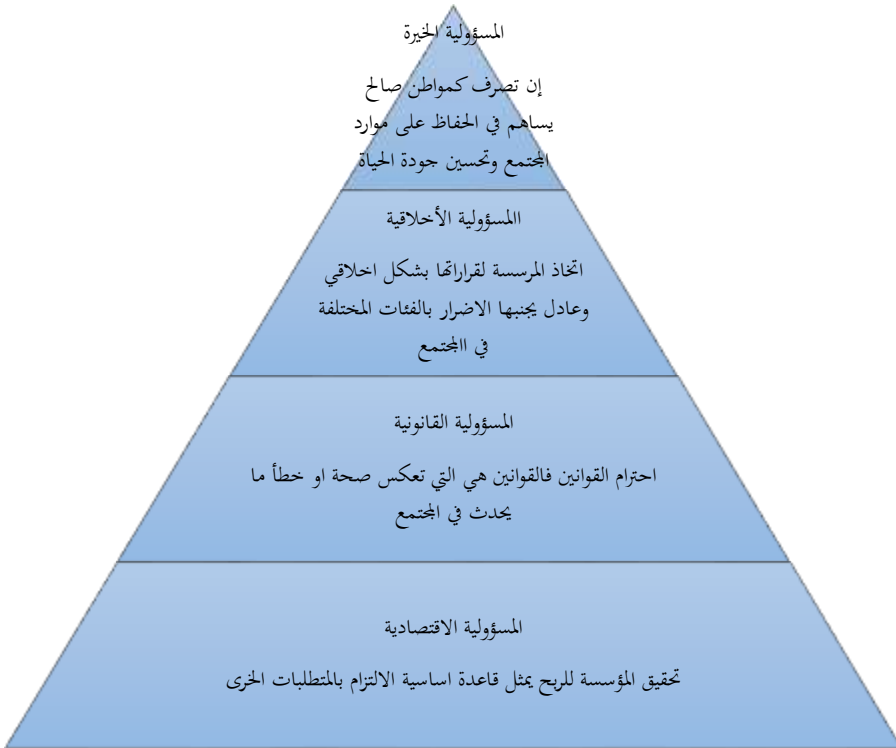 المسؤولية الخيرة
إن تصرف كمواطن صالح
يساهم في الحفاظ على موارد
المجتمع وتحسين جودة الحياة
االمسؤولية الأخلاقية
اتخاذ المرسسة لقراراتها بشكل اخلاقي
وعادل يجنبها الاضرار بالفئات المختلفة
في االمجتمع
المسؤولية القانونية
احترام القوانين فالقوانين هي التي تعكس صحة او خطأ ما
يحدث في المجتمع
المسؤولية الاقتصادية
تحقيق المؤسسة للربح يمثل قاعدة اساسية الالتزام بالمتطلبات الخرى